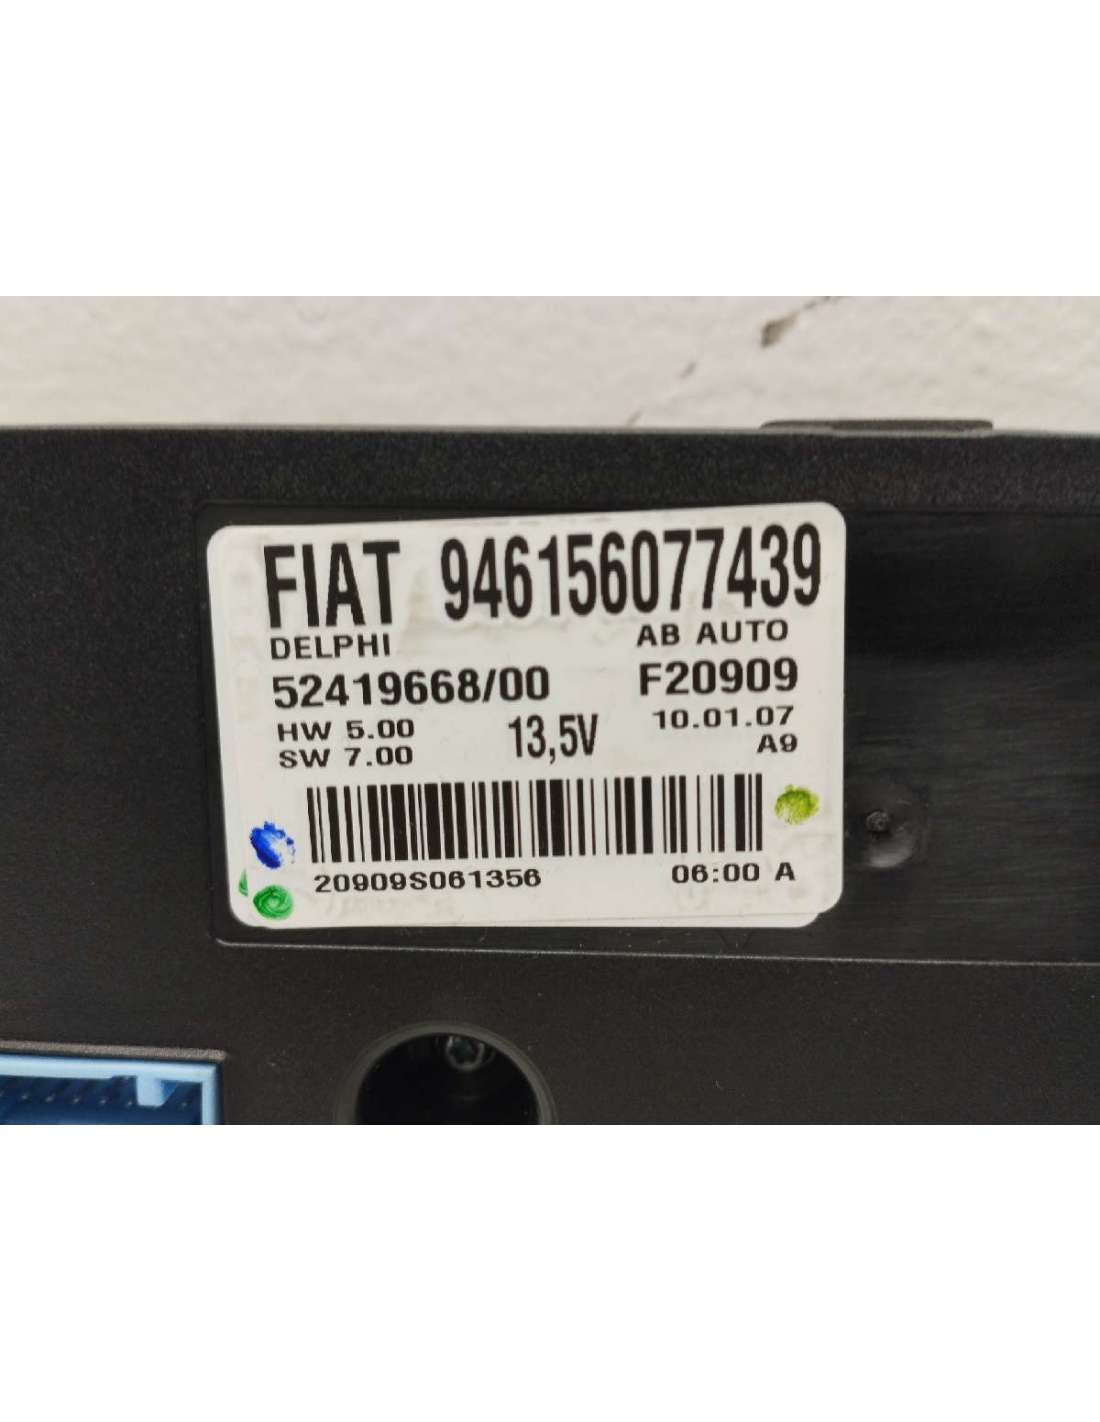 FIAT 946156077439
DELPHI AB AUTO
52419668/00 F20909
HW 5.00 13,5V 10.01.07
SW 7.00 A9
20909S061356 06:00 A